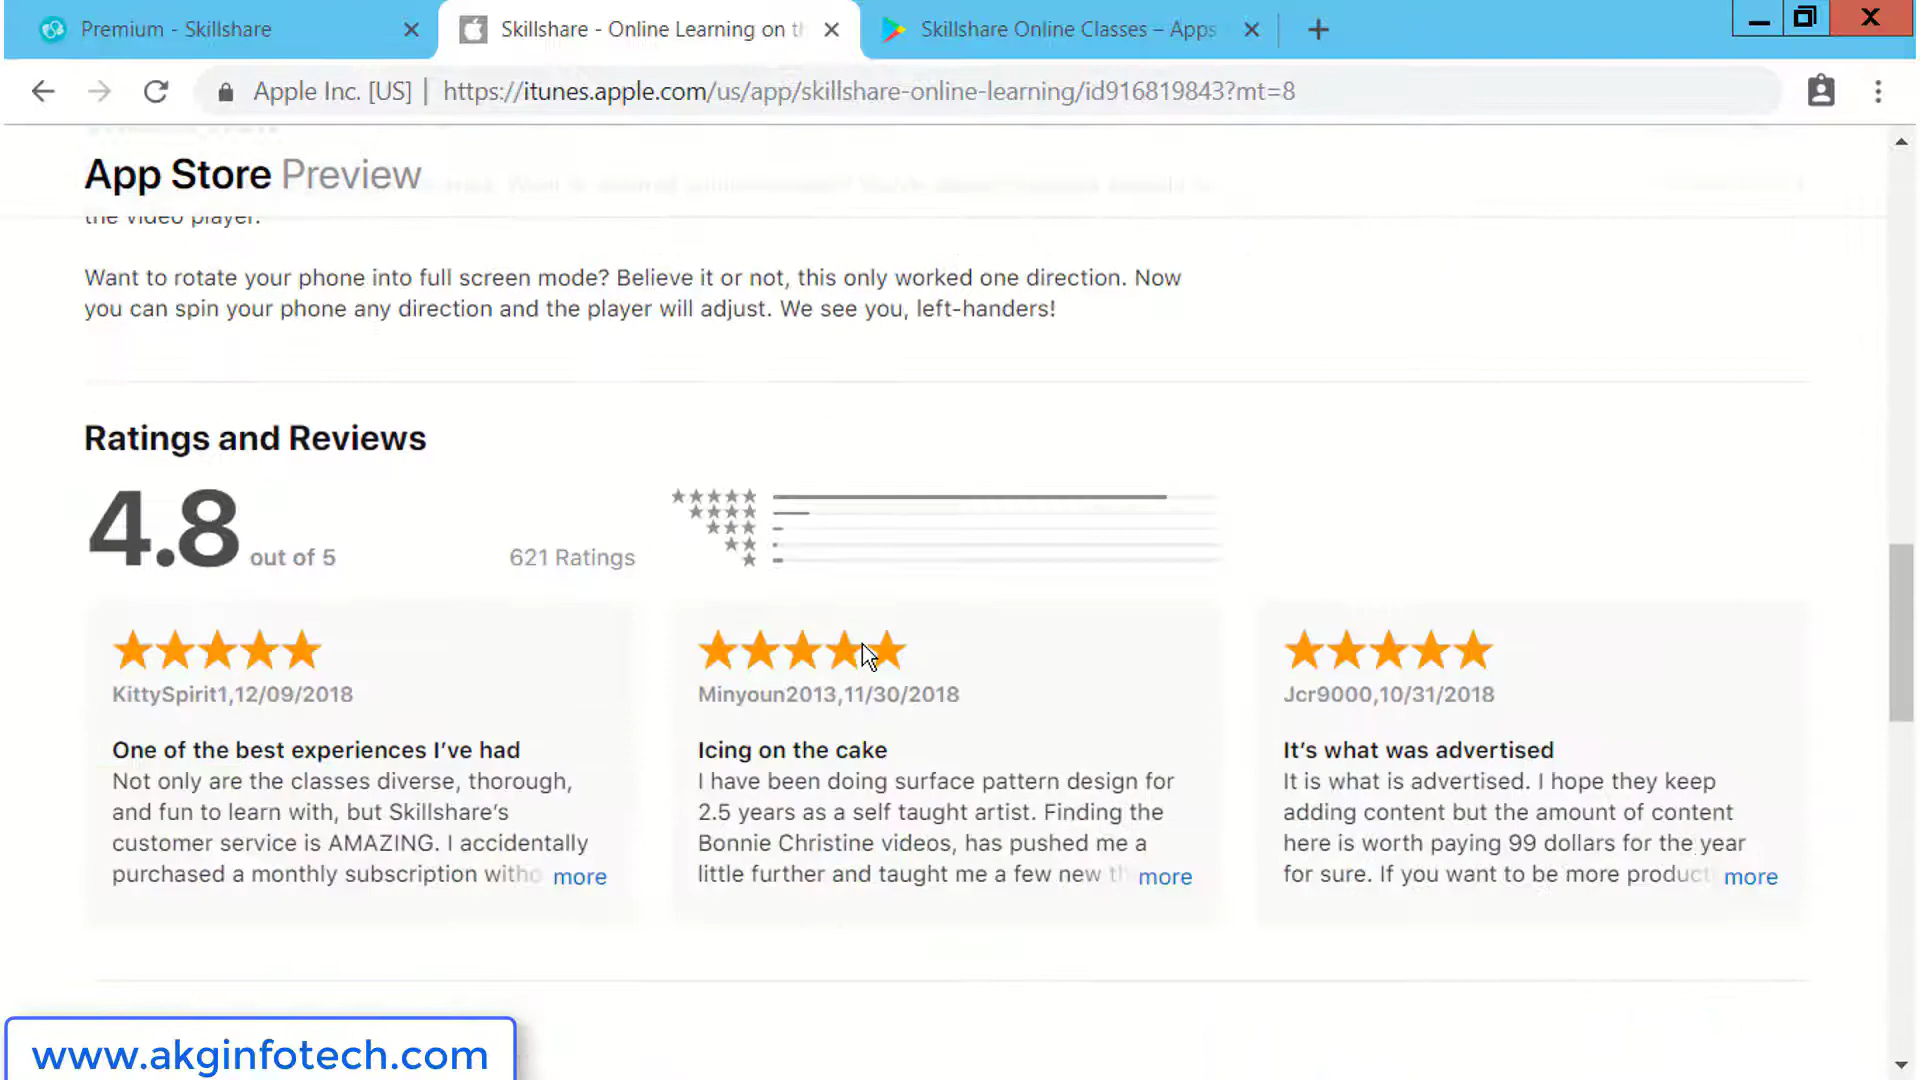 Premium - Skillshare
Skillshare - Online Learning on th
Skillshare Online Classes – Apps
Apple Inc. [US] | https://itunes.apple.com/us/app/skillshare-online-learning/id916819843?mt=8
App Store Preview
the video player.
Want to rotate your phone into full screen mode? Believe it or not, this only worked one direction. Now
you can spin your phone any direction and the player will adjust. We see you, left-handers!
Ratings and Reviews
4.8 out of 5
621 Ratings
KittySpirit1,12/09/2018
One of the best experiences I’ve had
Not only are the classes diverse, thorough,
and fun to learn with, but Skillshare’s
customer service is AMAZING. I accidentally
purchased a monthly subscription witho more
Minyoun2013,11/30/2018
Icing on the cake
I have been doing surface pattern design for
2.5 years as a self taught artist. Finding the
Bonnie Christine videos, has pushed me a
little further and taught me a few new th more
Jcr9000,10/31/2018
It’s what was advertised
It is what is advertised. I hope they keep
adding content but the amount of content
here is worth paying 99 dollars for the year
for sure. If you want to be more product more
www.akginfotech.com